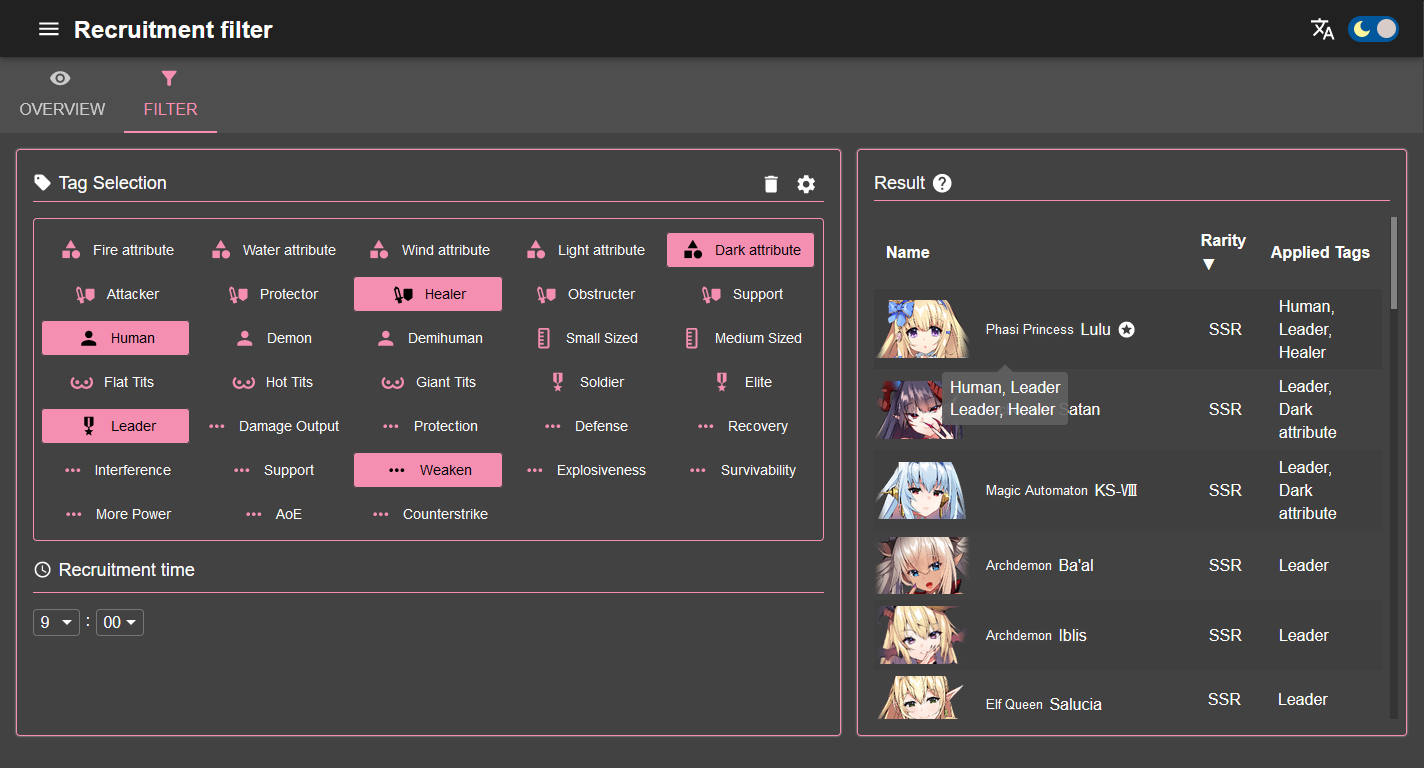 Recruitment filter
OVERVIEW
FILTER
Tag Selection
Fire attribute Water attribute Wind attribute Light attribute Dark attribute
Attacker Protector Healer Obstructer Support
Human Demon Demihuman Small Sized Medium Sized
Flat Tits Hot Tits Giant Tits Soldier Elite
Leader Damage Output Protection Defense Recovery
Interference Support Weaken Explosiveness Survivability
More Power AoE Counterstrike
Recruitment time
9 : 00
Result
Name Rarity ▼ Applied Tags
Phasi Princess Lulu SSR Human,
Leader,
Healer
Human, Leader
Leader, Healer
Satan SSR Leader,
Dark
attribute
Magic Automaton KS-Ⅷ SSR Leader,
Dark
attribute
Archdemon Ba'al SSR Leader
Archdemon Iblis SSR Leader
Elf Queen Salucia SSR Leader